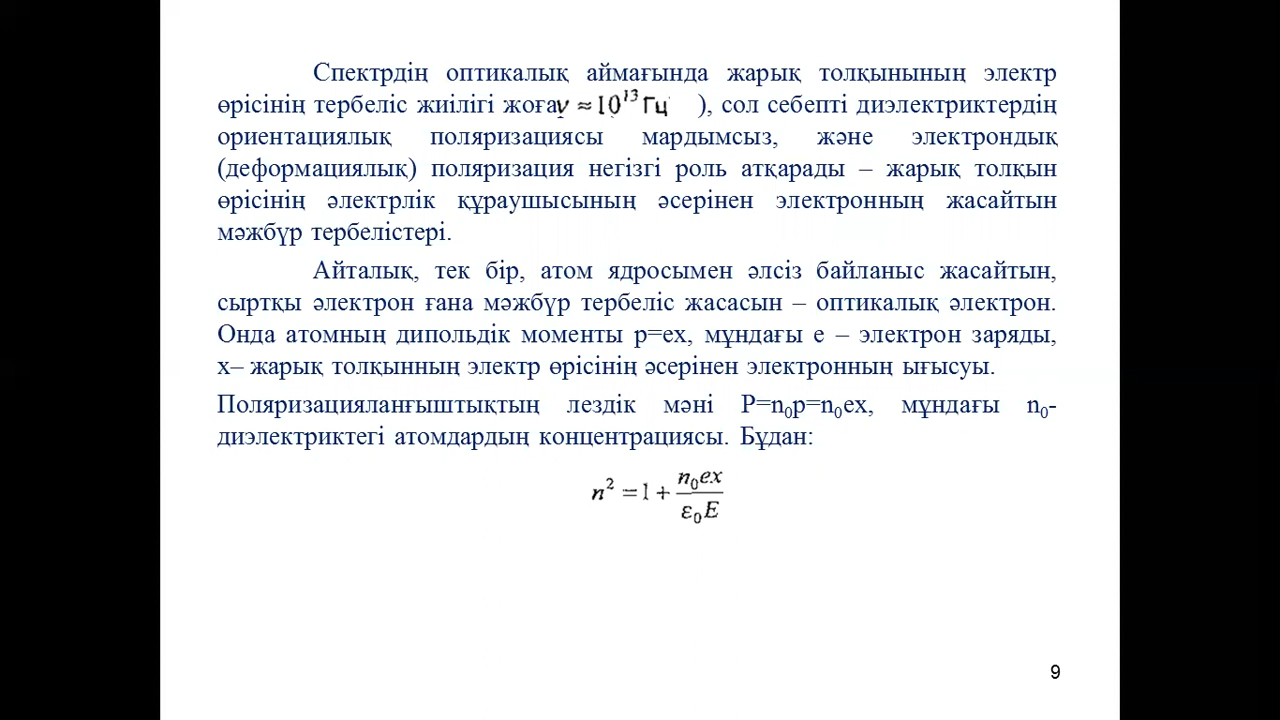 Спектрдің оптикалық аймағында жарық толқынының электр
өрісінің тербеліс жиілігі жоға ν ≈ 10¹³ Гц ), сол себепті диэлектриктердің
ориентациялық поляризациясы мардымсыз, және электрондық
(деформациялық) поляризация негізгі роль атқарады – жарық толқын
өрісінің әлектрлік құраушысының әсерінен электронның жасайтын
мәжбүр тербелістері.
Айталық, тек бір, атом ядросымен әлсіз байланыс жасайтын,
сыртқы әлектрон ғана мәжбүр тербеліс жасасын – оптикалық әлектрон.
Онда атомның дипольдік моменты p=ex, мұндағы e – электрон заряды,
x– жарық толқынның электр өрісінің әсерінен электронның ығысуы.
Поляризацияланғыштықтың лездік мәні P=n₀p=n₀ex, мұндағы n₀-
диэлектриктегі атомдардың концентрациясы. Бұдан:
n² = 1 + n₀ex / ε₀E
9